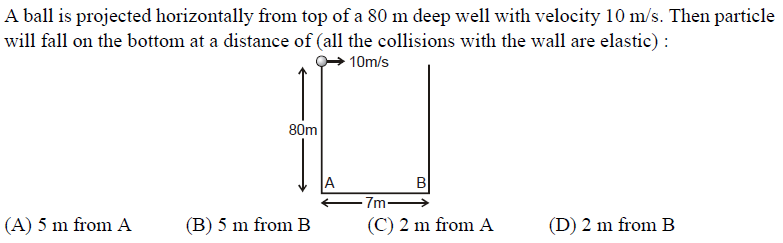 A ball is projected horizontally from top of a 80 m deep well with velocity 10 m/s. Then particle
will fall on the bottom at a distance of (all the collisions with the wall are elastic) :
10m/s
80m
A
B
7m
(A) 5 m from A (B) 5 m from B (C) 2 m from A (D) 2 m from B